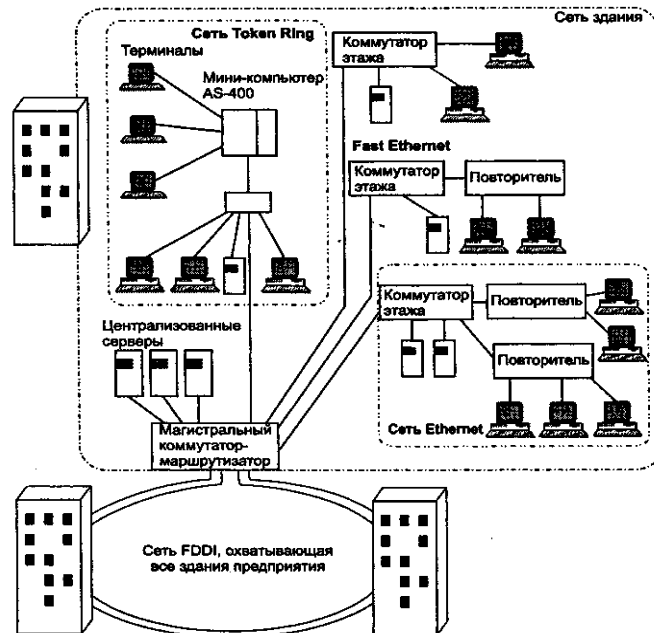 Сеть здания
Сеть Token Ring
Терминалы
Мини-компьютер
AS-400
Коммутатор
этажа
Fast Ethernet
Коммутатор
этажа
Повторитель
Коммутатор
этажа
Повторитель
Повторитель
Сеть Ethernet
Централизованные
серверы
Магистральный
коммутатор-
маршрутизатор
Сеть FDDI, охватывающая
все здания предприятия